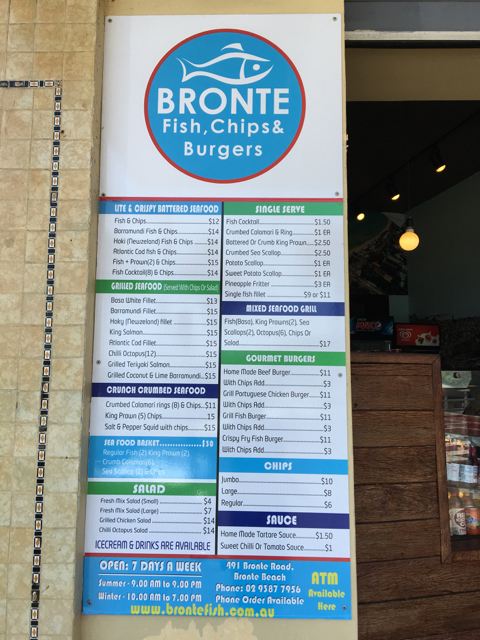 BRONTE
Fish, Chips &
Burgers
LITE & CRISPY BATTERED SEAFOOD
Fish & Chips $12
Barramundi Fish & Chips $14
Hoki (Newzeland) Fish & Chips $14
Atlantic Cod fish & Chips $14
Fish + Prawn(2) & Chips $15
Fish Cocktail(8) & Chips $14
GRILLED SEAFOOD (Served With Chips Or Salad)
Basa White Fillet $13
Barramundi Fillet $15
Hoky (Newzeland) fillet $15
King Salmon $15
Atlantic Cod Fillet $15
Chilli Octopus(12) $15
Grilled Teriyaki Salmon $15
Grilled Coconut & Lime Barramundi $15
CRUNCH CRUMBED SEAFOOD
Crumbed Calamari rings (8) & Chips $11
King Praun (5) Chips 15
Salt & Pepper Squid with chips $15
SEA FOOD BASKET $30
Regular Fish (2) King Prawn (2)
Crumb Calamari(6)
SALAD
Fresh Mix Salad (Small) $4
Fresh Mix Salad (Large) $7
Grilled Chicken Salad $14
Chilli Octopus Salad $14
ICECREAM & DRINKS ARE AVAILABLE
SINGLE SERVE
Fish Cocktail $1.50
Crumbed Calamari & Ring $1 ER
Battered Or Crumb King Praun $2.50
Crumbed Sea Scallop $2.50
Potato Scallop $1 ER
Sweet Potato Scallop $1 ER
Pineapple Fritter $3 ER
Single fish fillet $9 or $11
MIXED SEAFOOD GRILL
Fish(Basa), King Prauns(2), Sea
Scallops(2), Octopus(6), Chips Or
Salad $17
GOURMET BURGERS
Home Made Beef Burger $11
With Chips Add $3
Grill Portuguese Chicken Burger $11
With Chips Add $3
Grill Fish Burger $11
With Chips Add $3
Crispy Fry Fish Burger $11
With Chips Add $3
CHIPS
Jumbo $10
Large $8
Regular $6
SAUCE
Home Made Tartare Sauce $1.50
Sweet Chilli Or Tomato Sauce $1
OPEN: 7 DAYS A WEEK
Summer - 9.00 AM to 9.00 PM
Winter - 10.00 AM to 7.00 PM
491 Bronte Road,
Bronte Beach
Phone: 02 9387 7956
Phone Order Available
ATM
Available
Here
www.brontefish.com.au